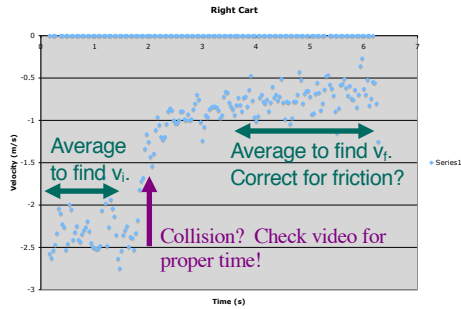 Right Cart
0
0
1
2
3
4
5
6
7
-0.5
-1
Average
to find vi.
Average to find vf.
Correct for friction?
Velocity (m/s)
Series1
-1.5
-2
Collision? Check video for
proper time!
-2.5
-3
Time (s)